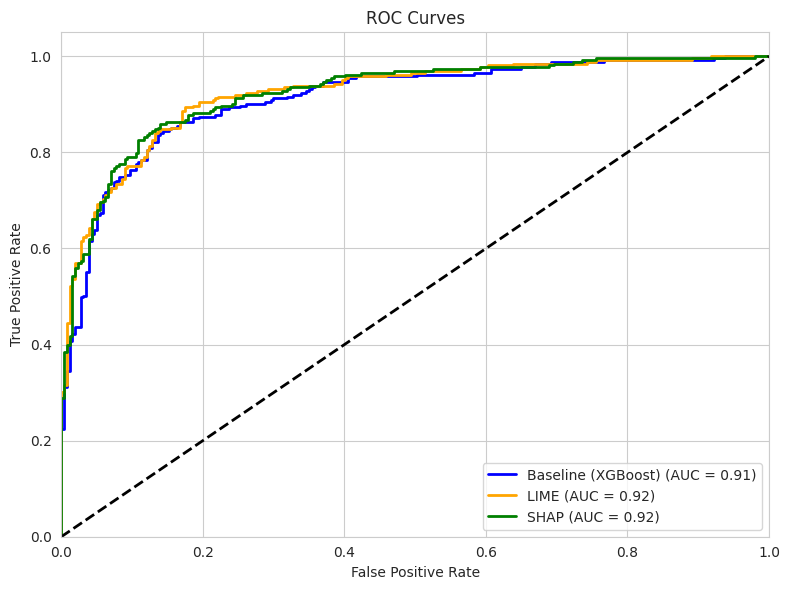 ROC Curves
1.0
0.8
0.6
0.4
0.2
0.0
True Positive Rate
0.0 0.2 0.4 0.6 0.8 1.0
False Positive Rate
Baseline (XGBoost) (AUC = 0.91)
LIME (AUC = 0.92)
SHAP (AUC = 0.92)